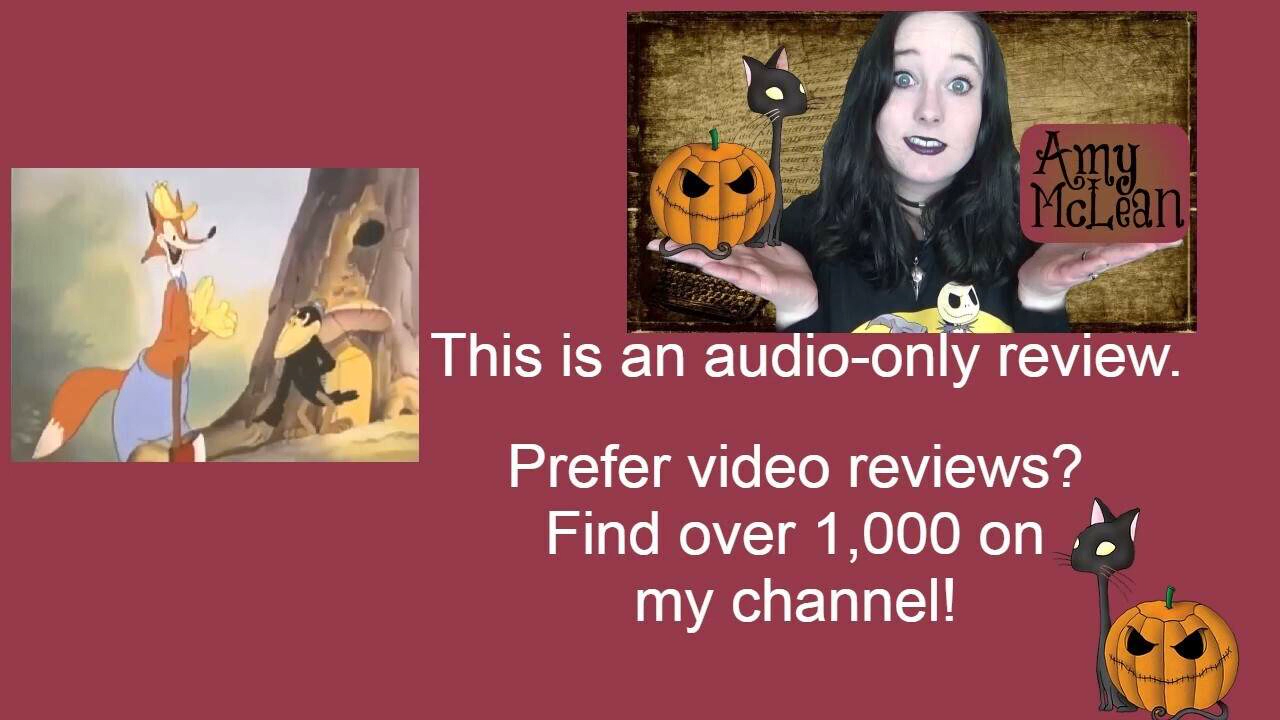 Amy
McLean
This is an audio-only review.
Prefer video reviews?
Find over 1,000 on
my channel!